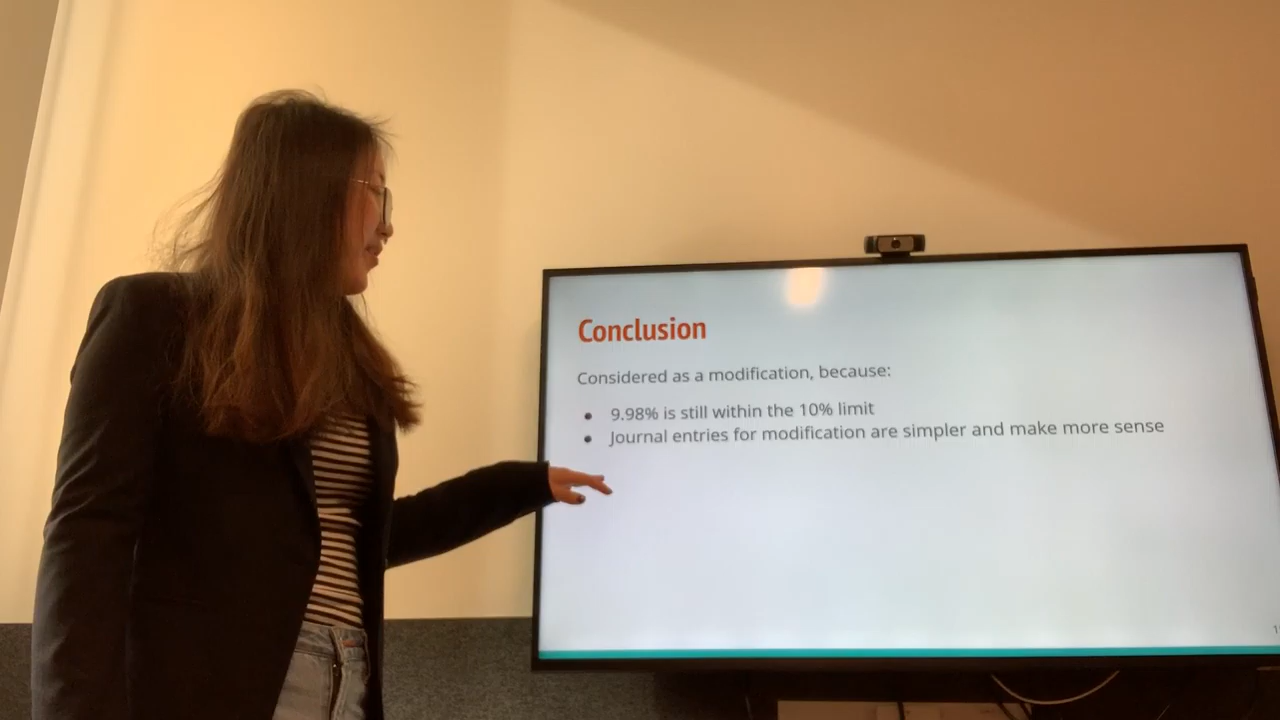 Conclusion
Considered as a modification, because:
● 9.98% is still within the 10% limit
● Journal entries for modification are simpler and make more sense